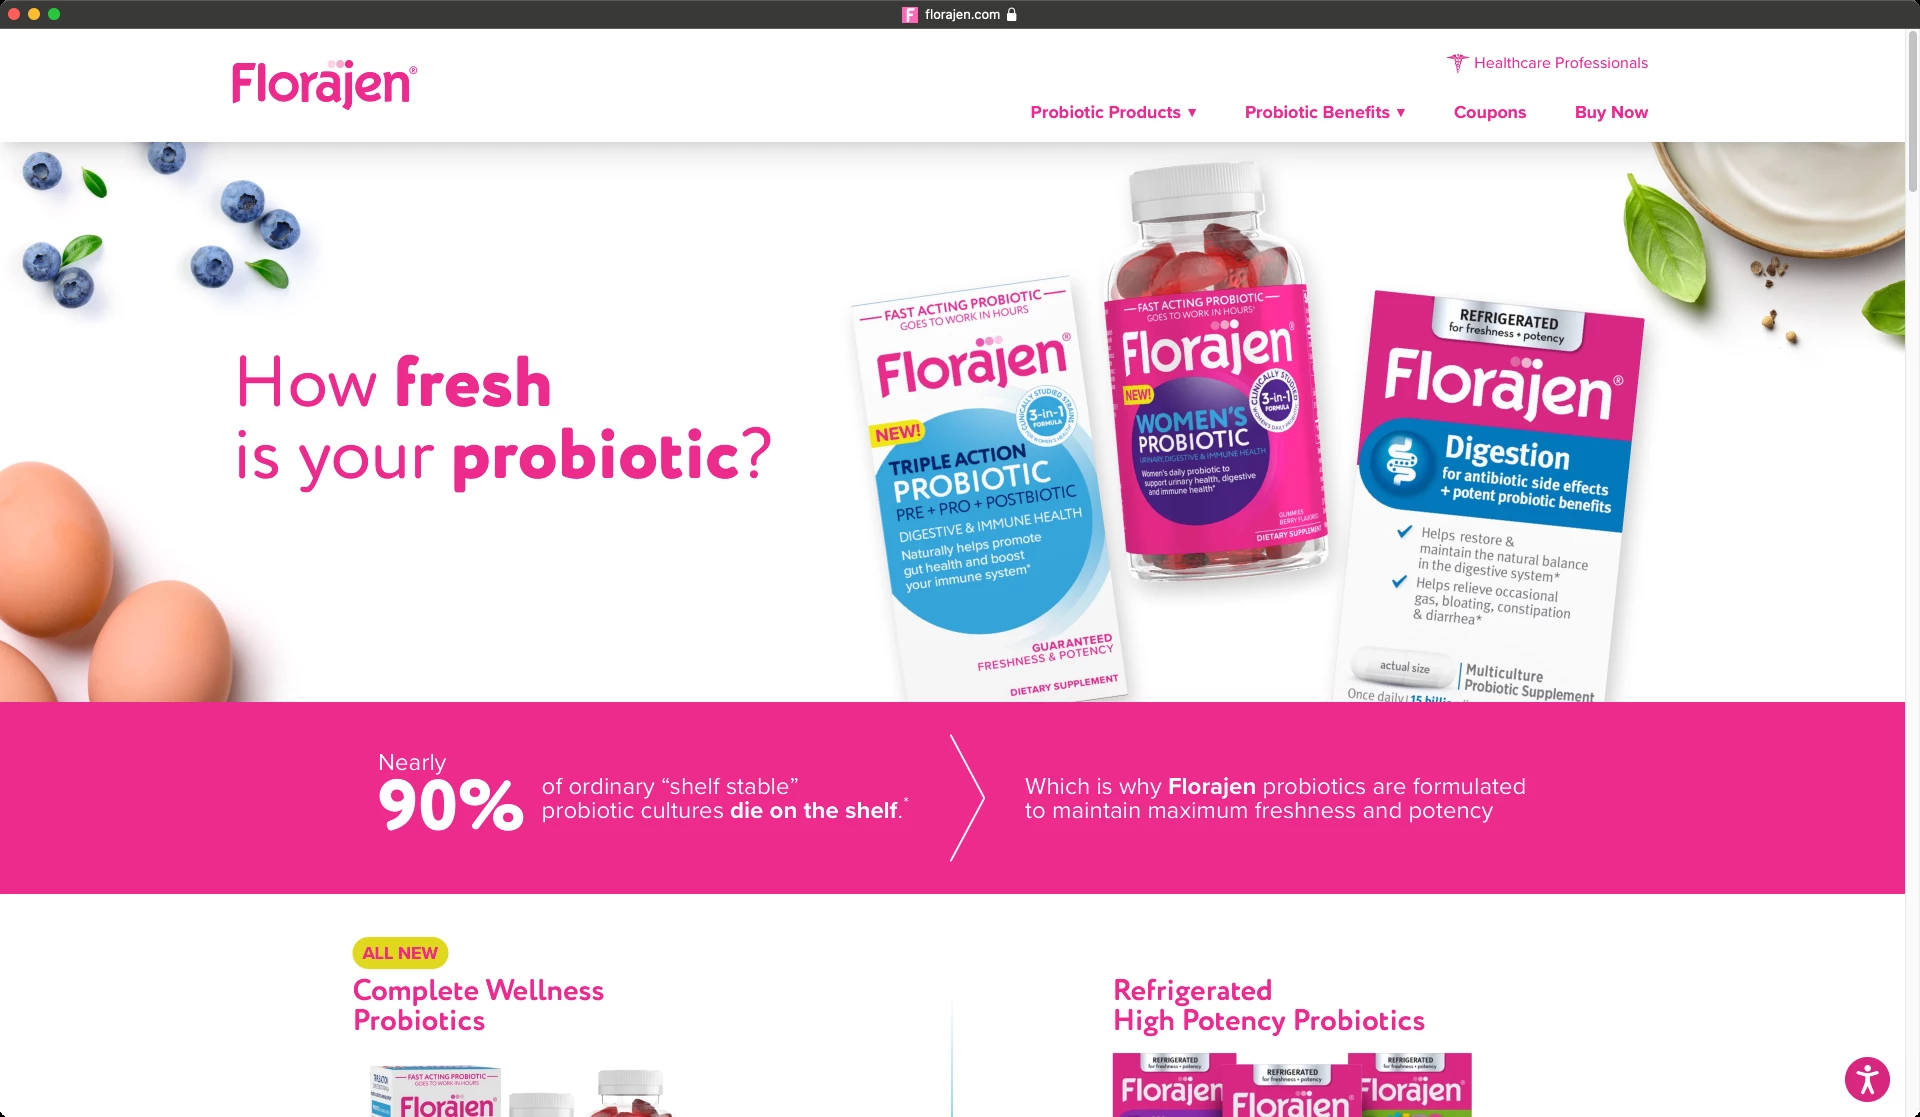 florajen.com
Florajen®
Healthcare Professionals
Probiotic Products ▼
Probiotic Benefits ▼
Coupons
Buy Now
How fresh
is your probiotic?
FAST ACTING PROBIOTIC
GOES TO WORK IN HOURS
Florajen®
CLINICALLY STUDIED STRAINS
3-in-1
FORMULA
FOR WOMEN'S HEALTH
NEW!
TRIPLE ACTION
PROBIOTIC
PRE + PRO + POSTBIOTIC
DIGESTIVE & IMMUNE HEALTH
Naturally helps promote
gut health and boost
your immune system*
GUARANTEED
FRESHNESS & POTENCY
DIETARY SUPPLEMENT
FAST ACTING PROBIOTIC
GOES TO WORK IN HOURS†
Florajen®
CLINICALLY STUDIED
3-in-1
FORMULA
NEW!
WOMEN'S
PROBIOTIC
URINARY, DIGESTIVE & IMMUNE HEALTH
Women's daily probiotic to
support urinary health, digestive
and immune health*
GUMMIES
BERRY FLAVORED
DIETARY SUPPLEMENT
REFRIGERATED
for freshness + potency
Florajen®
Digestion
for antibiotic side effects
+ potent probiotic benefits
Helps restore &
maintain the natural balance
in the digestive system*
Helps relieve occasional
gas, bloating, constipation
& diarrhea*
actual size
Multiculture
Probiotic Supplement
Once daily | 15
Nearly
90%
of ordinary “shelf stable”
probiotic cultures die on the shelf.*
Which is why Florajen probiotics are formulated
to maintain maximum freshness and potency
ALL NEW
Complete Wellness
Probiotics
Refrigerated
High Potency Probiotics
FAST ACTING PROBIOTIC
GOES TO WORK IN HOURS
Florajen®
REFRIGERATED
for freshness + potency
Florajen
REFRIGERATED
for freshness + potency
Florajen®
REFRIGERATED
for freshness + potency
Florajen®